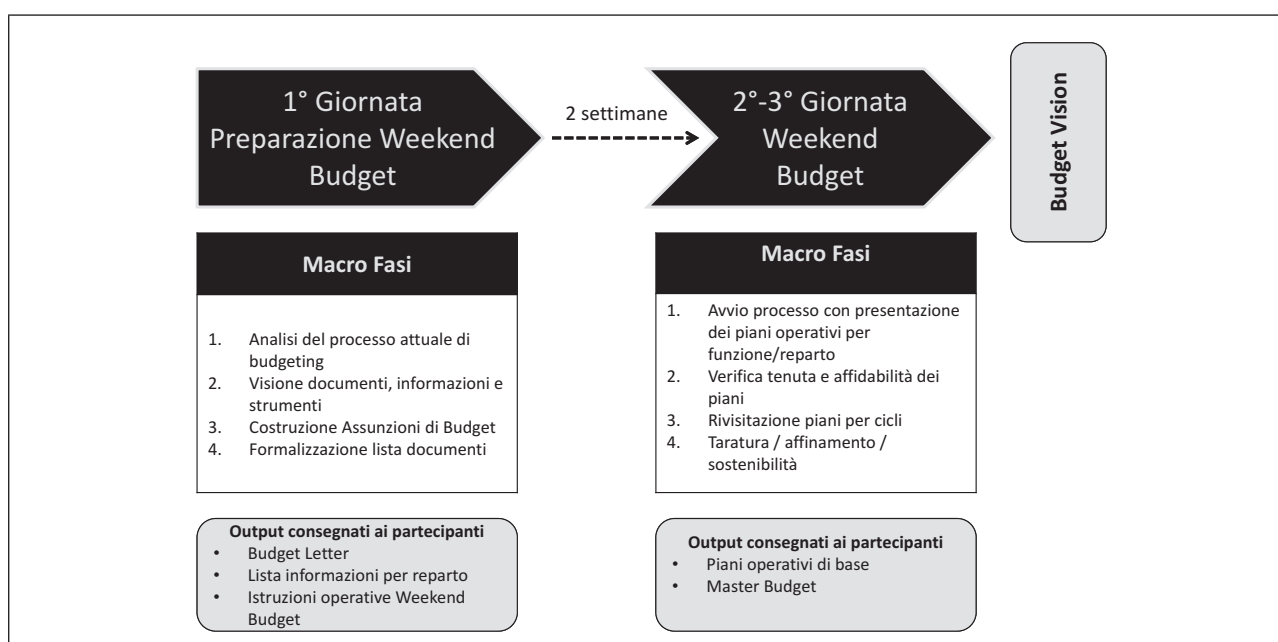 1° Giornata
Preparazione Weekend
Budget
2 settimane
2°-3° Giornata
Weekend
Budget
Budget Vision
Macro Fasi
1. Analisi del processo attuale di
budgeting
2. Visione documenti, informazioni e
strumenti
3. Costruzione Assunzioni di Budget
4. Formalizzazione lista documenti
Output consegnati ai partecipanti
• Budget Letter
• Lista informazioni per reparto
• Istruzioni operative Weekend
Budget
Macro Fasi
1. Avvio processo con presentazione
dei piani operativi per
funzione/reparto
2. Verifica tenuta e affidabilità dei
piani
3. Rivisitazione piani per cicli
4. Taratura / affinamento /
sostenibilità
Output consegnati ai partecipanti
• Piani operativi di base
• Master Budget